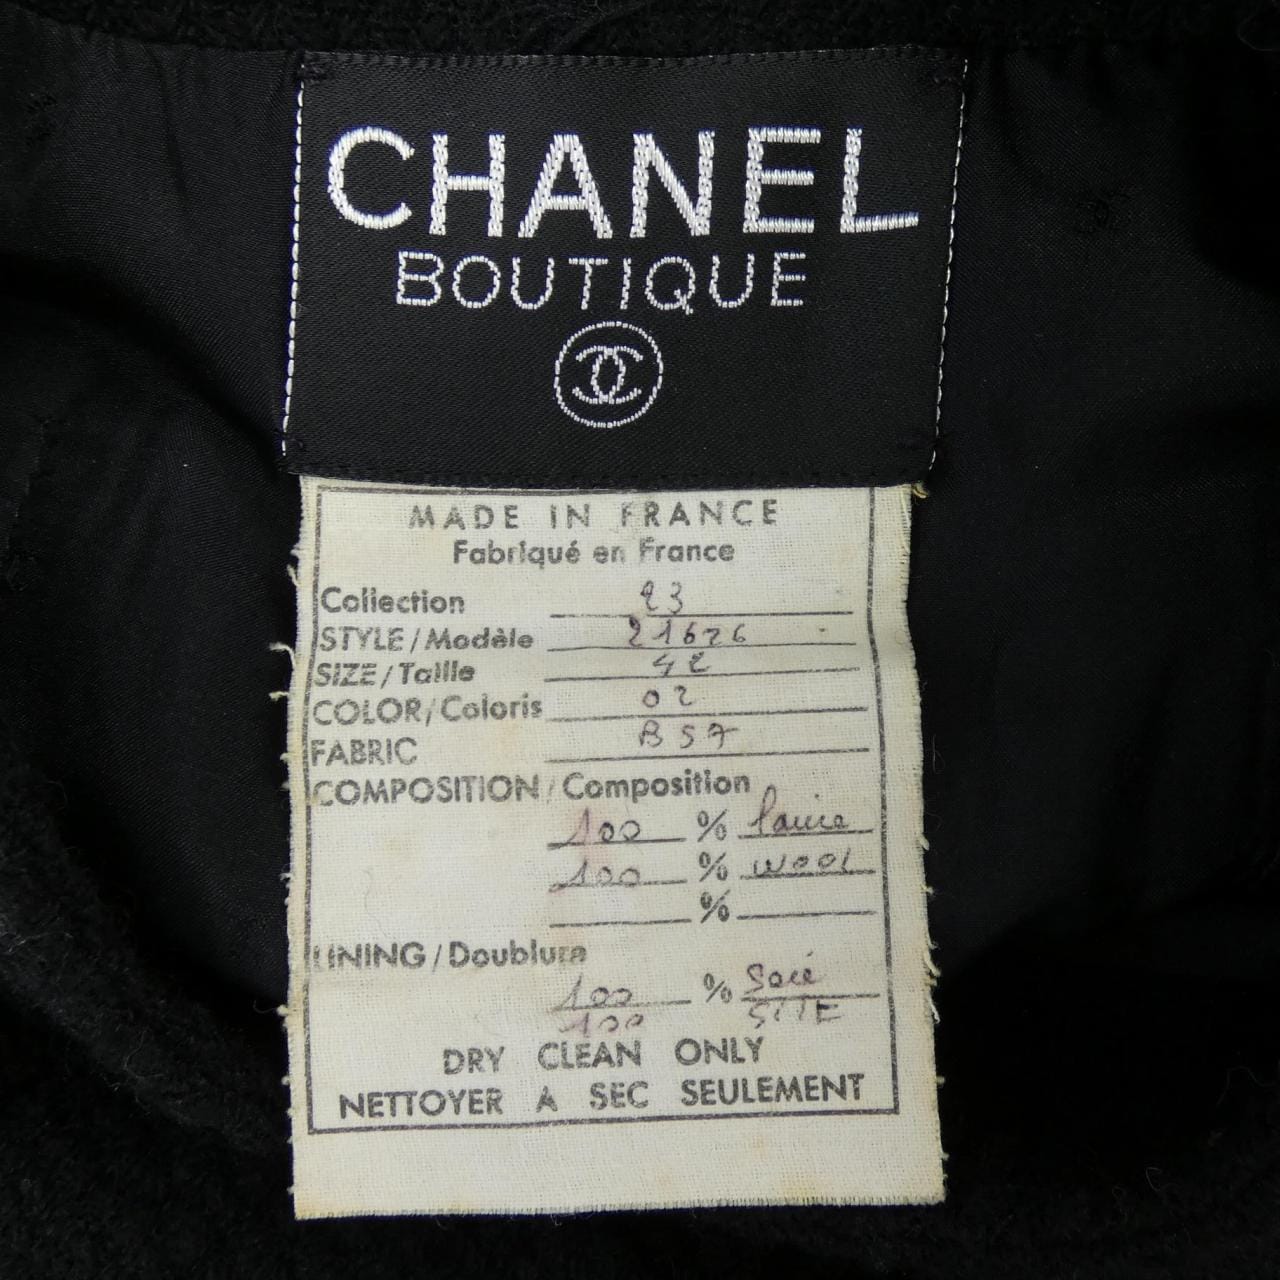 CHANEL
BOUTIQUE
MADE IN FRANCE
Fabriqué en France
Collection 23
STYLE/Modèle 21626
SIZE/Taille 42
COLOR/Coloris 02
FABRIC B57
COMPOSITION/Composition
100 % laine
100 % WOOL
%
LINING/Doublure
100 % Soie
100
DRY CLEAN ONLY
NETTOYER A SEC SEULEMENT